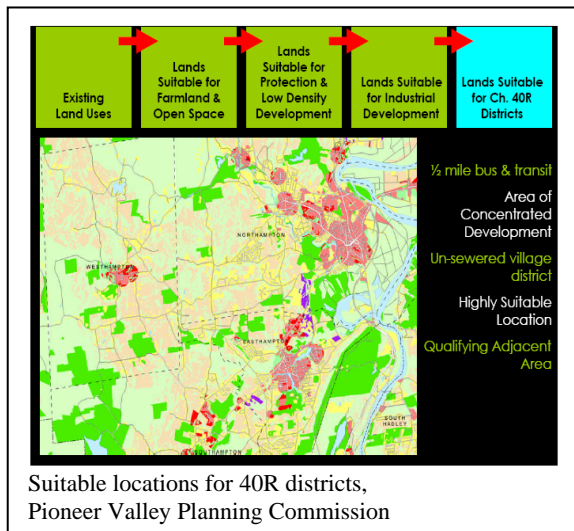 Existing
Land Uses
Lands
Suitable for
Farmland &
Open Space
Lands
Suitable for
Protection &
Low Density
Development
Lands Suitable
for Industrial
Development
Lands Suitable
for Ch. 40R
Districts
½ mile bus & transit
Area of
Concentrated
Development
Un-sewered village
district
Highly Suitable
Location
Qualifying Adjacent
Area
NORTHAMPTON
WESTHAMPTON
EASTHAMPTON
SOUTH
HADLEY
SOUTHAMPTON
Suitable locations for 40R districts,
Pioneer Valley Planning Commission